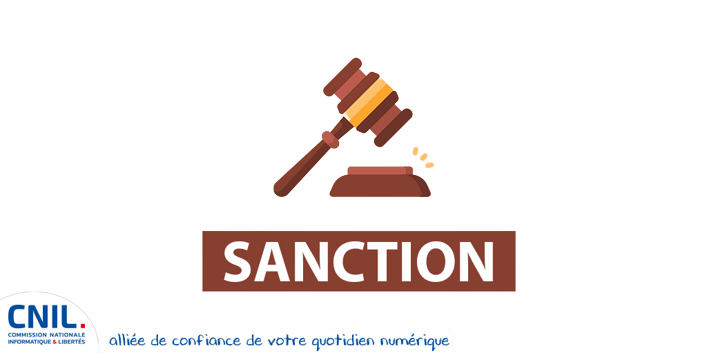 SANCTION
CNIL.
COMMISSION NATIONALE
INFORMATIQUE & LIBERTÉS
alliée de confiance de votre quotidien numérique